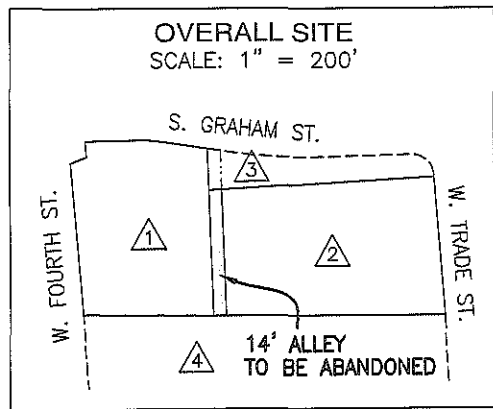 OVERALL SITE
SCALE: 1" = 200'
S. GRAHAM ST.
3
W. FOURTH ST.
1
2
W. TRADE ST.
14' ALLEY
TO BE ABANDONED
4